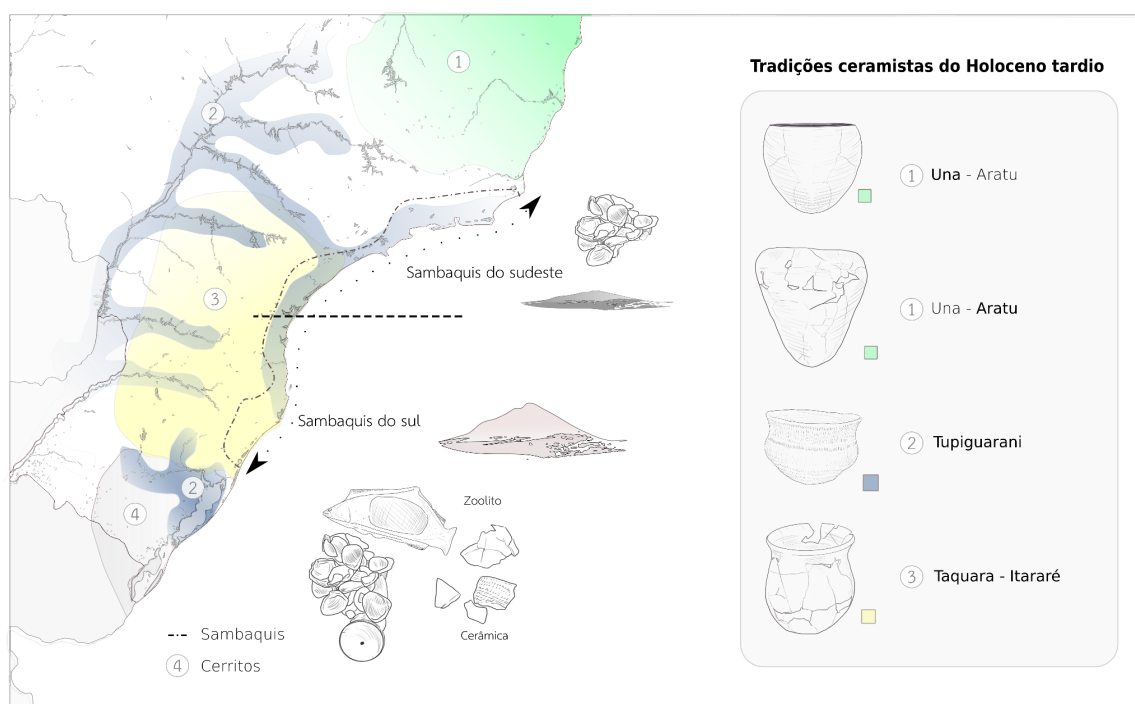 Tradições ceramistas do Holoceno tardio
1
1 Una - Aratu
2
1 Una - Aratu
Sambaquis do sudeste
3
2 Tupiguarani
Sambaquis do sul
2
4
Zoolito
3 Taquara - Itararé
Cerâmica
Sambaquis
4 Cerritos